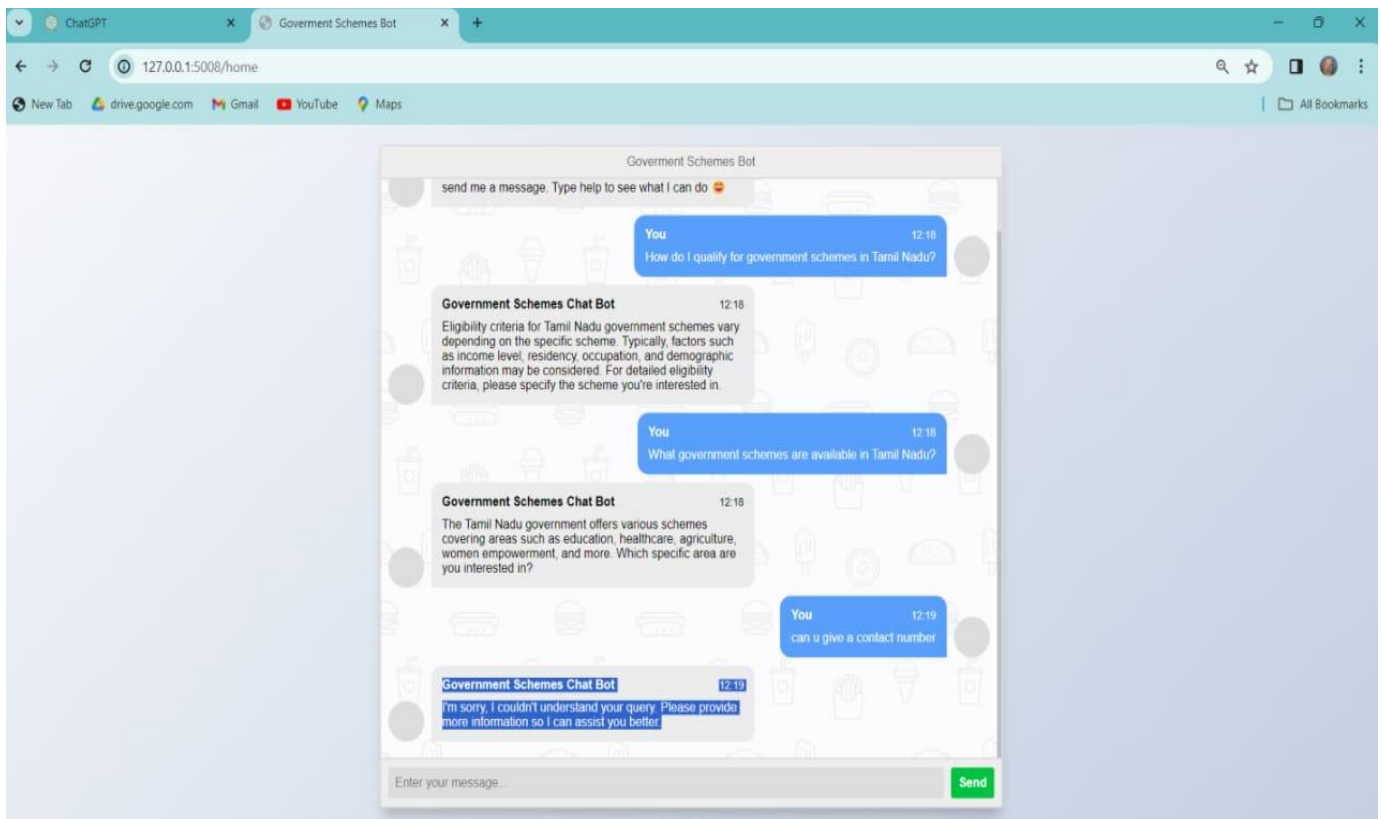 ChatGPT
Goverment Schemes Bot
127.0.0.1:5008/home
New Tab drive.google.com Gmail YouTube Maps
All Bookmarks
Goverment Schemes Bot
send me a message. Type help to see what I can do
You 12:18
How do I qualify for government schemes in Tamil Nadu?
Government Schemes Chat Bot 12:18
Eligibility criteria for Tamil Nadu government schemes vary
depending on the specific scheme. Typically, factors such
as income level, residency, occupation, and demographic
information may be considered. For detailed eligibility
criteria, please specify the scheme you're interested in.
You 12:18
What government schemes are available in Tamil Nadu?
Government Schemes Chat Bot 12:18
The Tamil Nadu government offers various schemes
covering areas such as education, healthcare, agriculture,
women empowerment, and more. Which specific area are
you interested in?
You 12:19
can u give a contact number
Government Schemes Chat Bot 12:19
I'm sorry, I couldn't understand your query. Please provide
more information so I can assist you better.
Enter your message...
Send